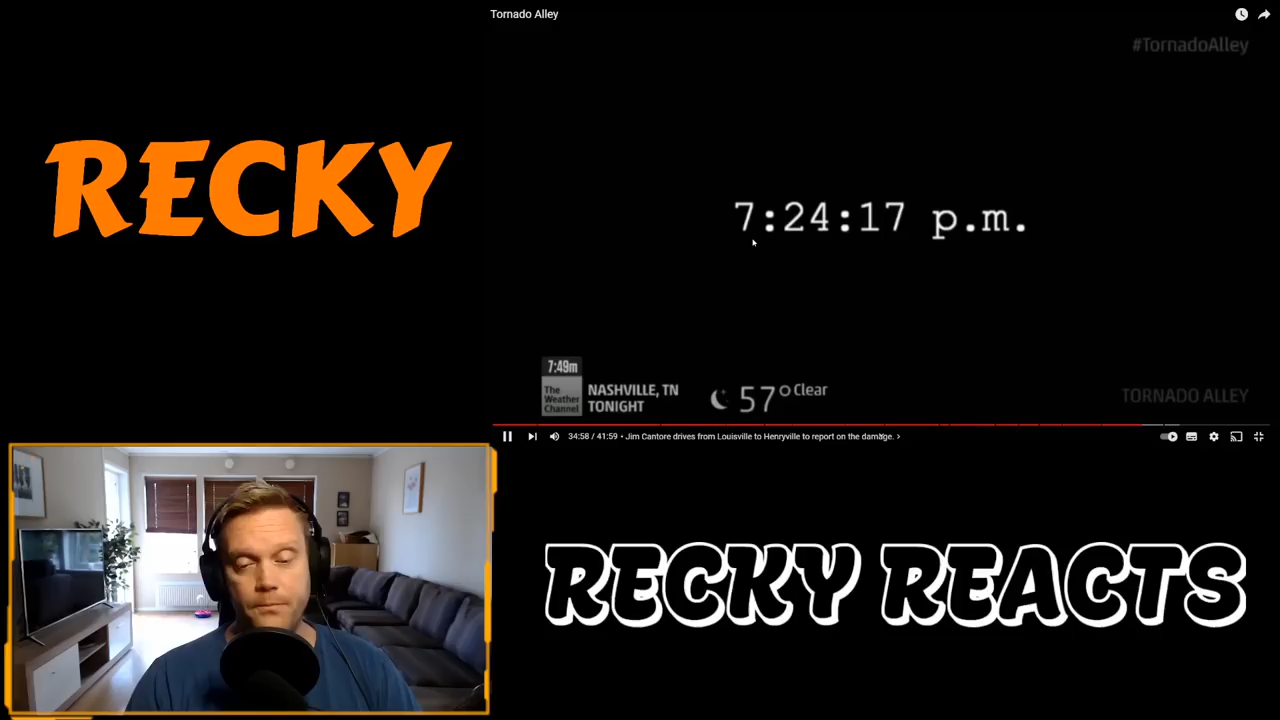 RECKY
Tornado Alley
#TornadoAlley
7:24:17 p.m.
7:49m
The
Weather
Channel
NASHVILLE, TN
TONIGHT
57° Clear
TORNADO ALLEY
34:58 / 41:59 • Jim Cantore drives from Louisville to Henryville to report on the damage. >
RECKY REACTS